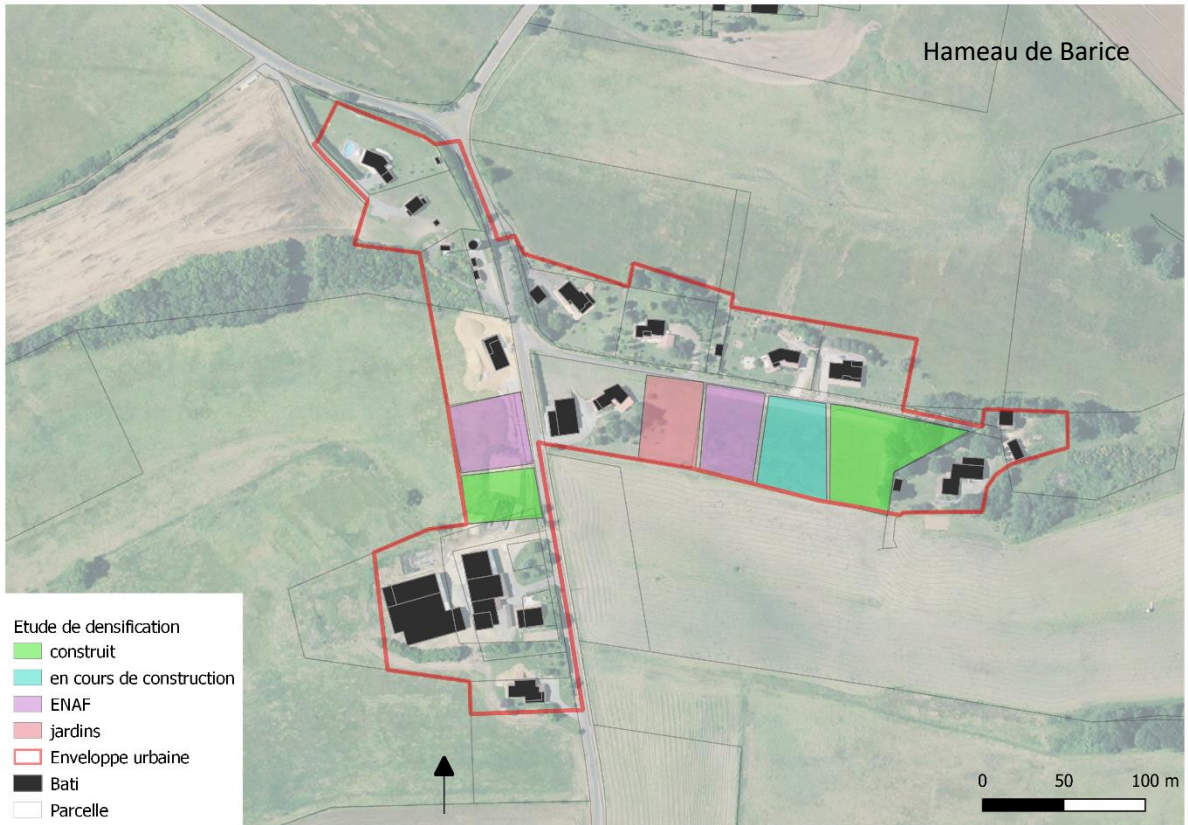 Hameau de Barice
Etude de densification
construit
en cours de construction
ENAF
jardins
Enveloppe urbaine
Bati
Parcelle
0 50 100 m